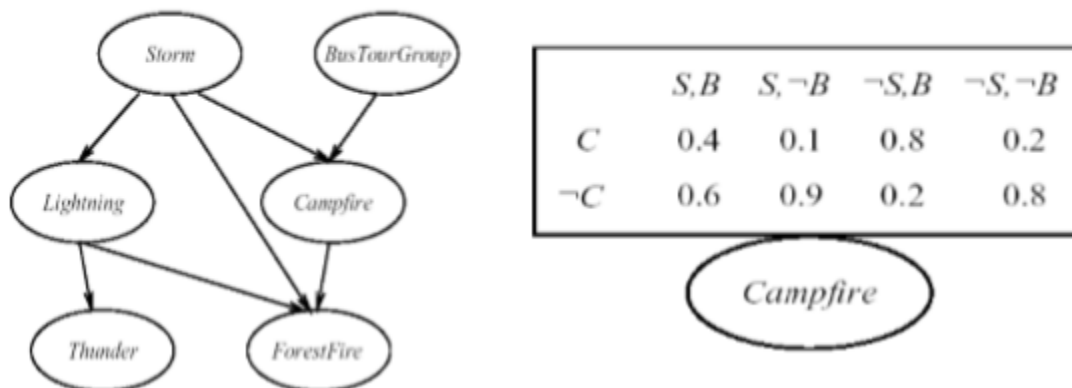 Storm BusTourGroup
Lightning Campfire
Thunder ForestFire
S,B S,¬B ¬S,B ¬S,¬B
C 0.4 0.1 0.8 0.2
¬C 0.6 0.9 0.2 0.8
Campfire